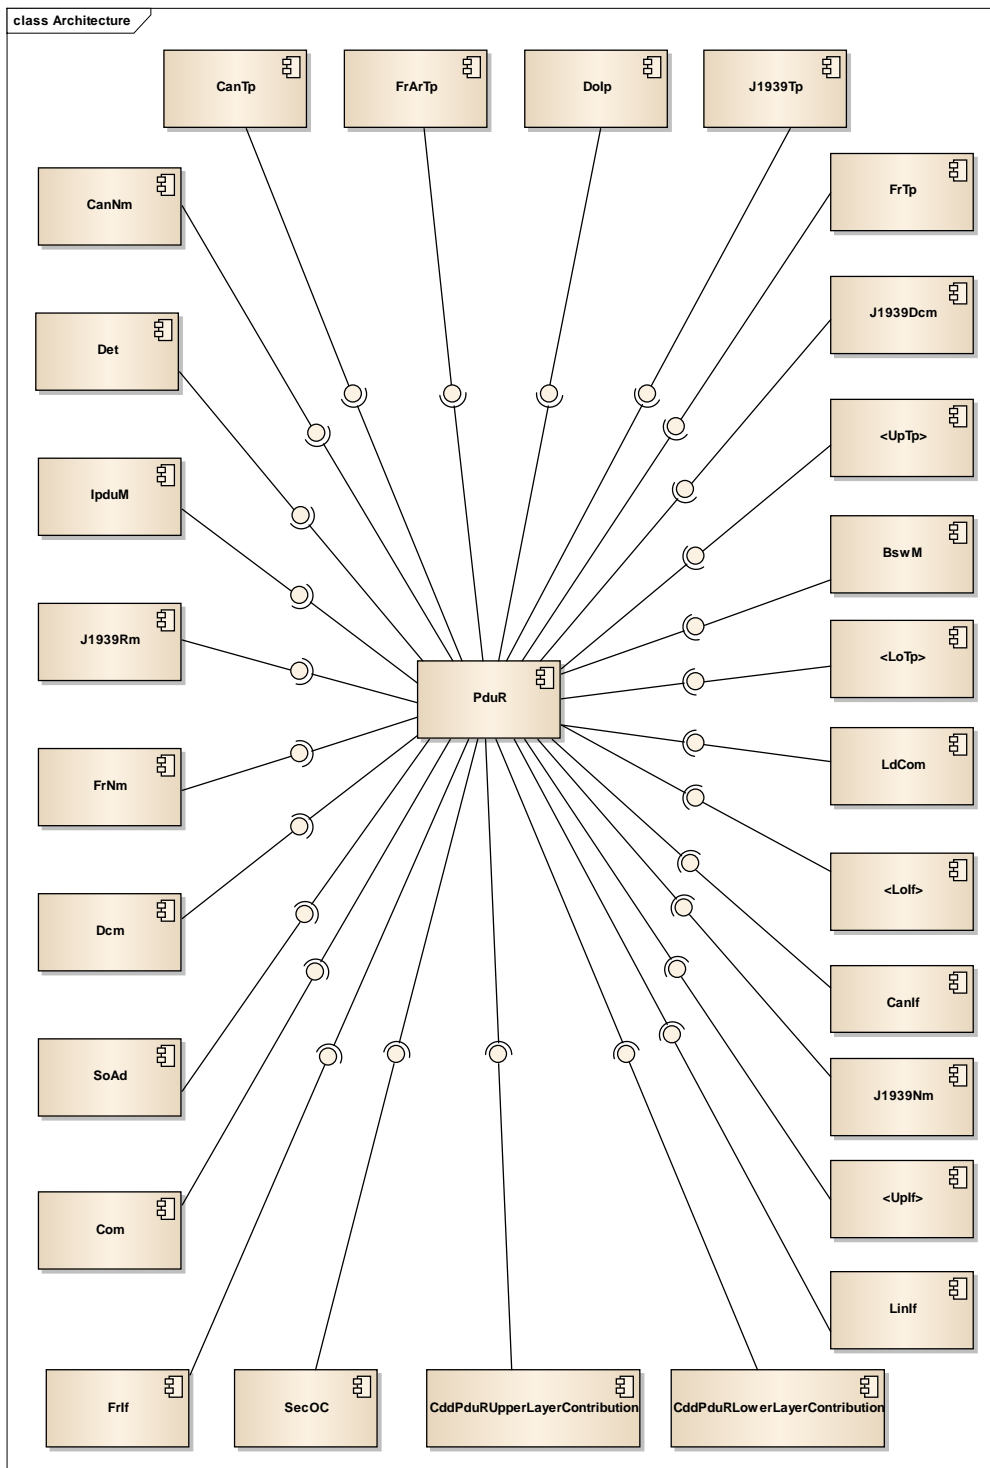 class Architecture
CanTp
FrArTp
DoIp
J1939Tp
CanNm
FrTp
Det
J1939Dcm
IpduM
<UpTp>
BswM
J1939Rm
<LoTp>
PduR
FrNm
LdCom
Dcm
<LoIf>
CanIf
SoAd
J1939Nm
Com
<UpIf>
LinIf
FrIf
SecOC
CddPduRUpperLayerContribution
CddPduRLowerLayerContribution